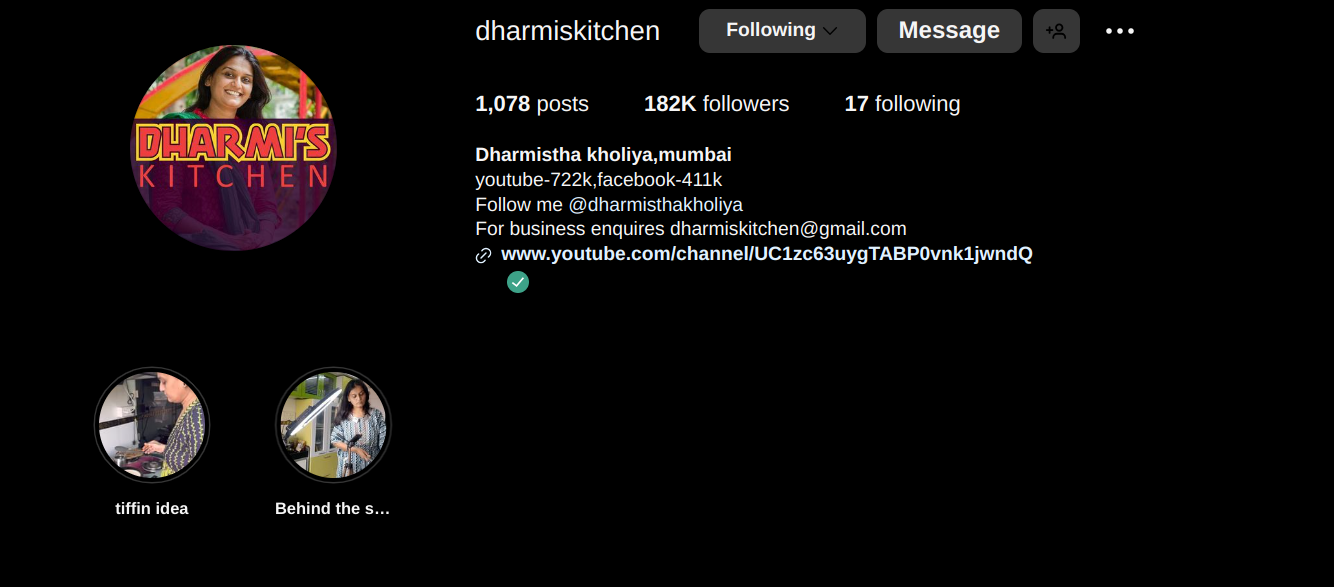 dharmiskitchen Following Message
1,078 posts 182K followers 17 following
DHARMI'S
KITCHEN
Dharmistha kholiya,mumbai
youtube-722k,facebook-411k
Follow me @dharmisthakholiya
For business enquires dharmiskitchen@gmail.com
www.youtube.com/channel/UC1zc63uygTABP0vnk1jwndQ
tiffin idea
Behind the s...